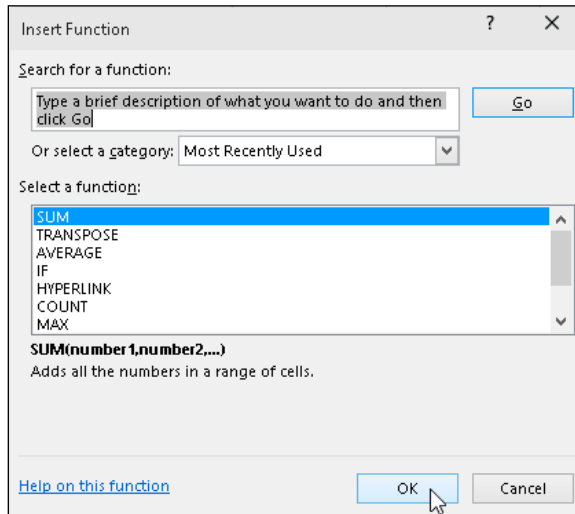 Insert Function
? X
Search for a function:
Type a brief description of what you want to do and then
click Go
Go
Or select a category: Most Recently Used
Select a function:
SUM
TRANSPOSE
AVERAGE
IF
HYPERLINK
COUNT
MAX
SUM(number1,number2,...)
Adds all the numbers in a range of cells.
Help on this function
OK Cancel